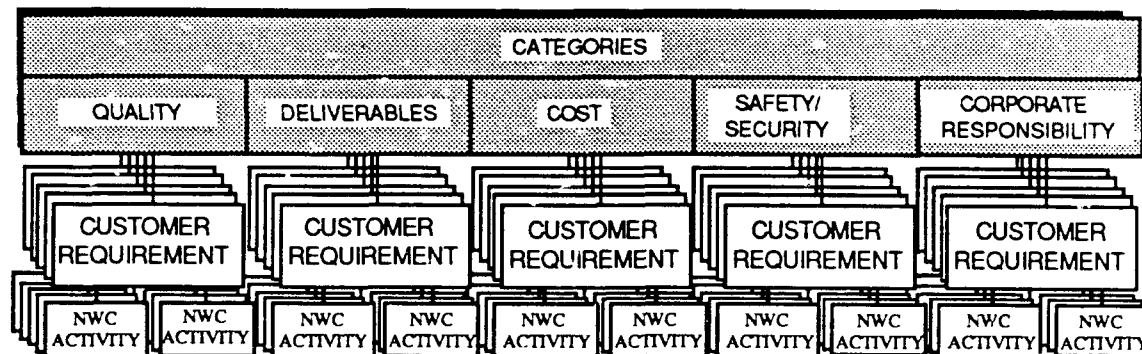 CATEGORIES
QUALITY
DELIVERABLES
COST
SAFETY/
SECURITY
CORPORATE
RESPONSIBILITY
CUSTOMER
REQUIREMENT
CUSTOMER
REQUIREMENT
CUSTOMER
REQUIREMENT
CUSTOMER
REQUIREMENT
CUSTOMER
REQUIREMENT
NWC
ACTIVITY
NWC
ACTIVITY
NWC
ACTIVITY
NWC
ACTIVITY
NWC
ACTIVITY
NWC
ACTIVITY
NWC
ACTIVITY
NWC
ACTIVITY
NWC
ACTIVITY
NWC
ACTIVITY